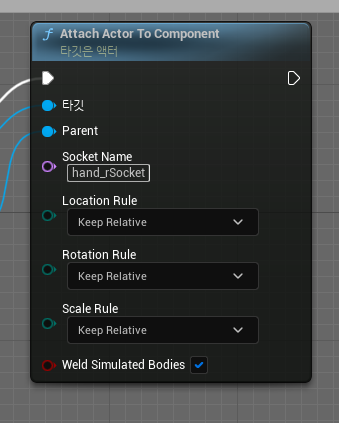 f Attach Actor To Component
타깃은 액터
타깃
Parent
Socket Name
hand_rSocket
Location Rule
Keep Relative
Rotation Rule
Keep Relative
Scale Rule
Keep Relative
Weld Simulated Bodies